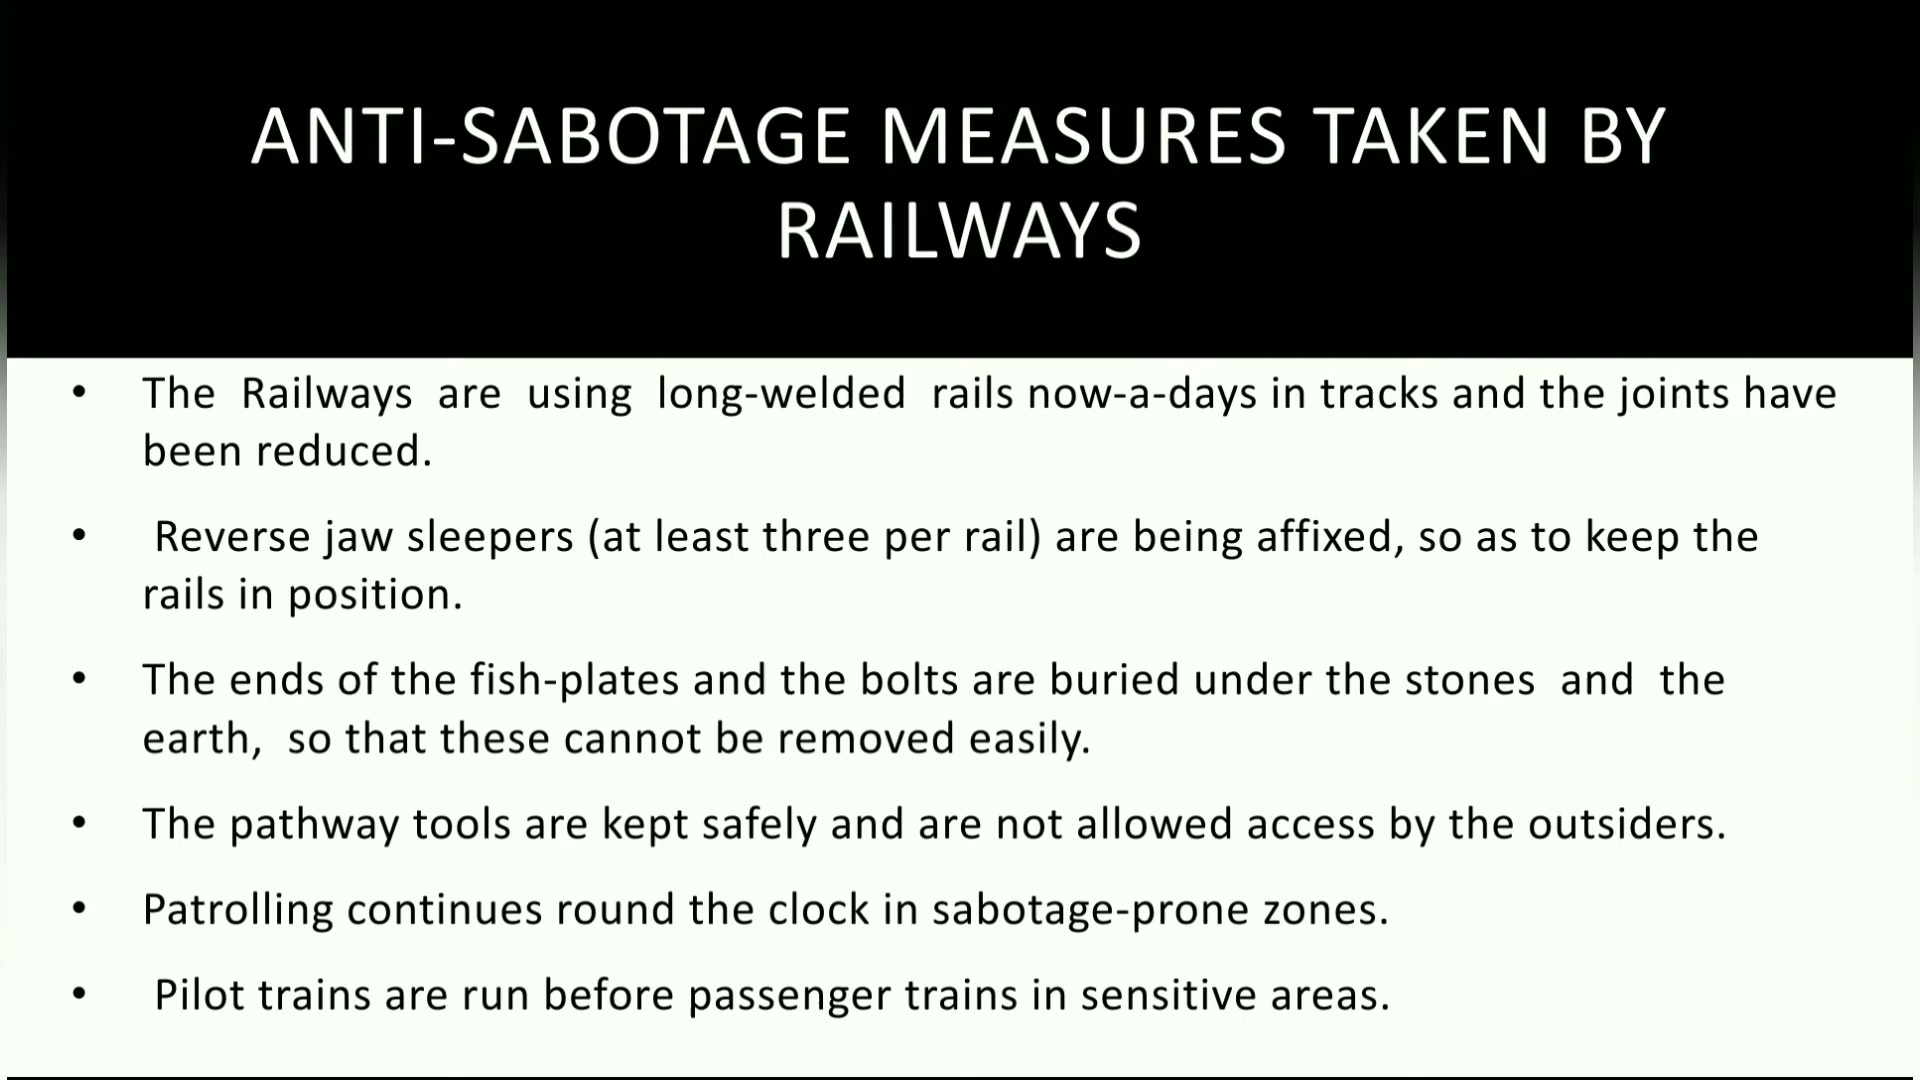 ANTI-SABOTAGE MEASURES TAKEN BY
RAILWAYS
• The Railways are using long-welded rails now-a-days in tracks and the joints have
been reduced.
• Reverse jaw sleepers (at least three per rail) are being affixed, so as to keep the
rails in position.
• The ends of the fish-plates and the bolts are buried under the stones and the
earth, so that these cannot be removed easily.
• The pathway tools are kept safely and are not allowed access by the outsiders.
• Patrolling continues round the clock in sabotage-prone zones.
• Pilot trains are run before passenger trains in sensitive areas.